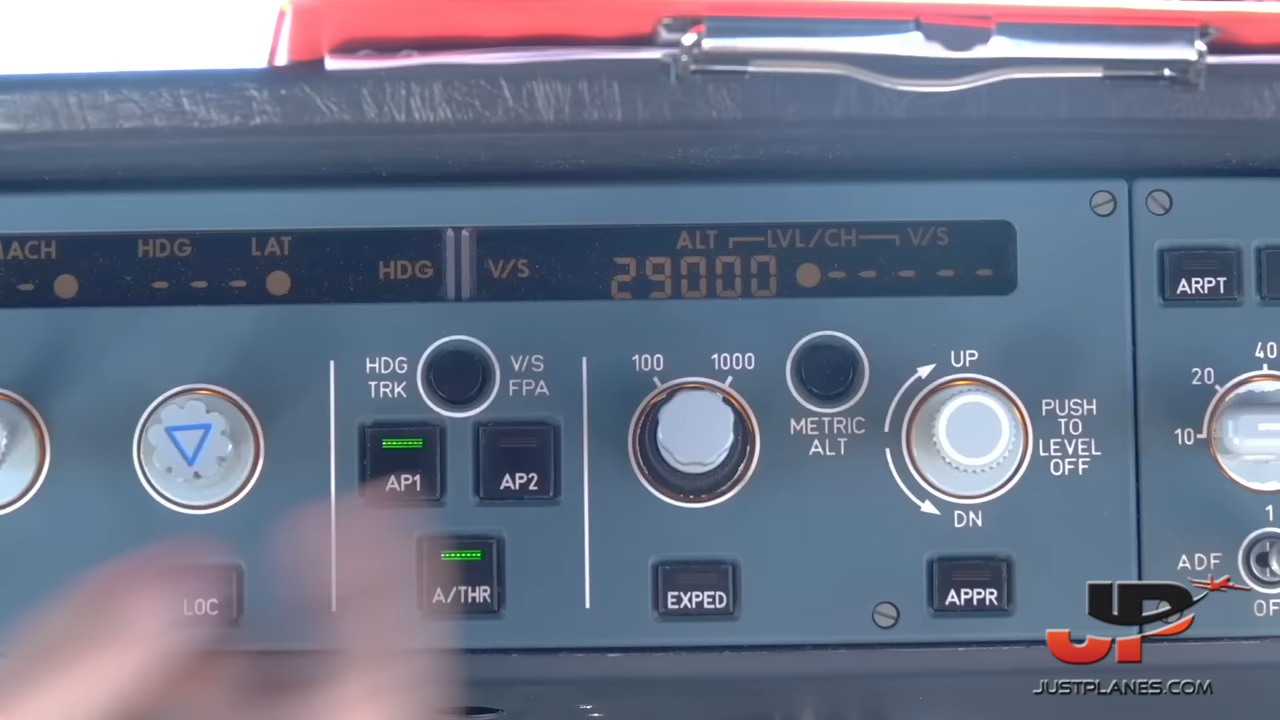 HDG LAT
HDG
V/S
ALT LVL/CH V/S
29000
ARPT
HDG
TRK
V/S
FPA
AP1
AP2
A/THR
LOC
100 1000
METRIC
ALT
EXPED
UP
DN
PUSH
TO
LEVEL
OFF
APPR
40
20
10
1
ADF
JP
JUSTPLANES.COM